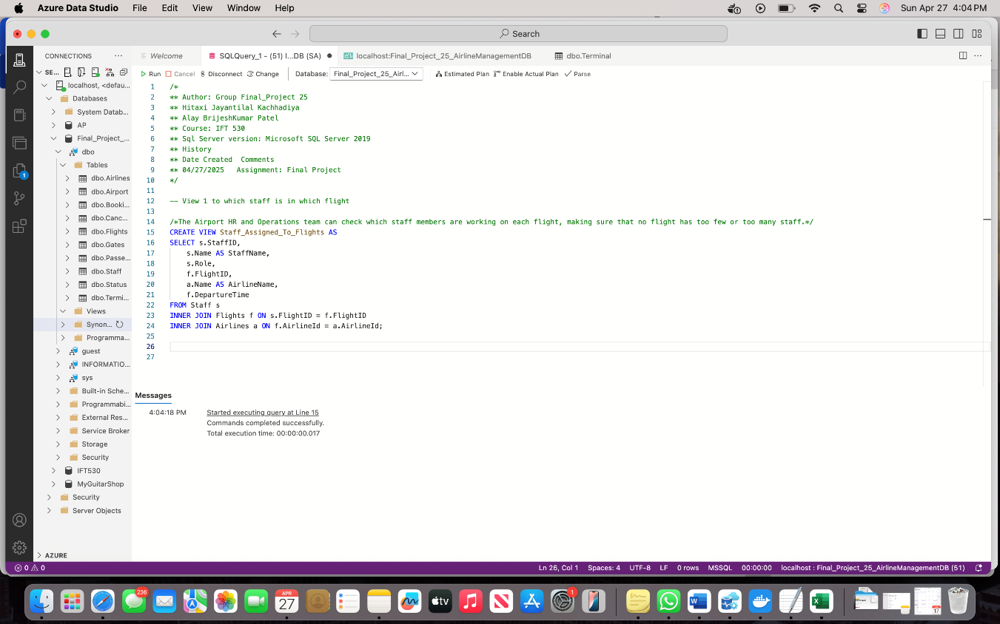 Azure Data Studio File Edit View Window Help Sun Apr 27 4:04 PM
Search
CONNECTIONS ···
Welcome SQLQuery_1 - (51) l...DB (SA) localhost:Final_Project_25_AirlineManagementDB dbo.Terminal
SE...
Run Cancel Disconnect Change Database: Final_Project_25_Airl... Estimated Plan Enable Actual Plan Parse
localhost, <defau...
Databases
System Datab...
AP
Final_Project_...
dbo
Tables
dbo.Airlines
dbo.Airport
dbo.Booki...
dbo.Canc...
dbo.Flights
dbo.Gates
dbo.Passe...
dbo.Staff
dbo.Status
dbo.Termi...
Views
Synon...
Programma...
guest
INFORMATIO...
sys
Built-in Sche...
Programmabi...
External Res...
Service Broker
Storage
Security
IFT530
MyGuitarShop
Security
Server Objects
AZURE
1 /*
2 ** Author: Group Final_Project 25
3 ** Hitaxi Jayantilal Kachhadiya
4 ** Alay BrijeshKumar Patel
5 ** Course: IFT 530
6 ** Sql Server version: Microsoft SQL Server 2019
7 ** History
8 ** Date Created Comments
9 ** 04/27/2025 Assignment: Final Project
10 */
11
12 -- View 1 to which staff is in which flight
13
14 /*The Airport HR and Operations team can check which staff members are working on each flight, making sure that no flight has too few or too many staff.*/
15 CREATE VIEW Staff_Assigned_To_Flights AS
16 SELECT s.StaffID,
17 s.Name AS StaffName,
18 s.Role,
19 f.FlightID,
20 a.Name AS AirlineName,
21 f.DepartureTime
22 FROM Staff s
23 INNER JOIN Flights f ON s.FlightID = f.FlightID
24 INNER JOIN Airlines a ON f.AirlineId = a.AirlineId;
25
26
27
Messages
4:04:18 PM Started executing query at Line 15
Commands completed successfully.
Total execution time: 00:00:00.017
1
0 0 Ln 26, Col 1 Spaces: 4 UTF-8 LF 0 rows MSSQL 00:00:00 localhost : Final_Project_25_AirlineManagementDB (51)
236
APR
27
tv
1
W
X
17